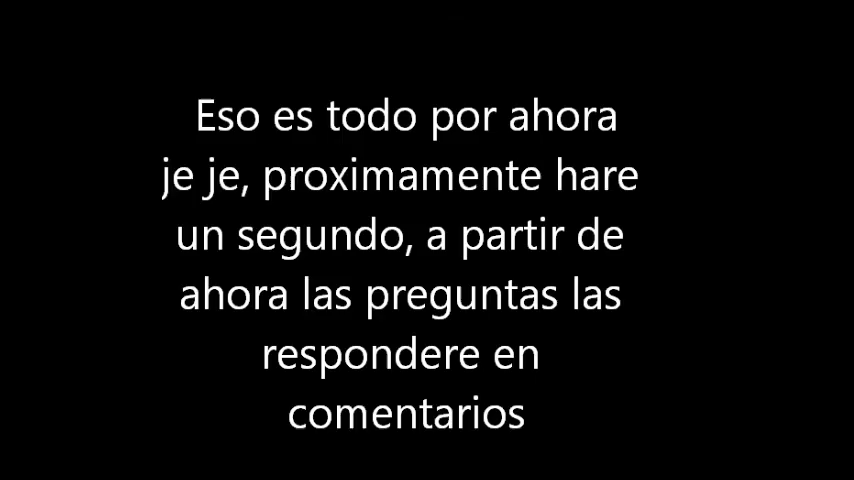 Eso es todo por ahora
je je, proximamente hare
un segundo, a partir de
ahora las preguntas las
respondere en
comentarios